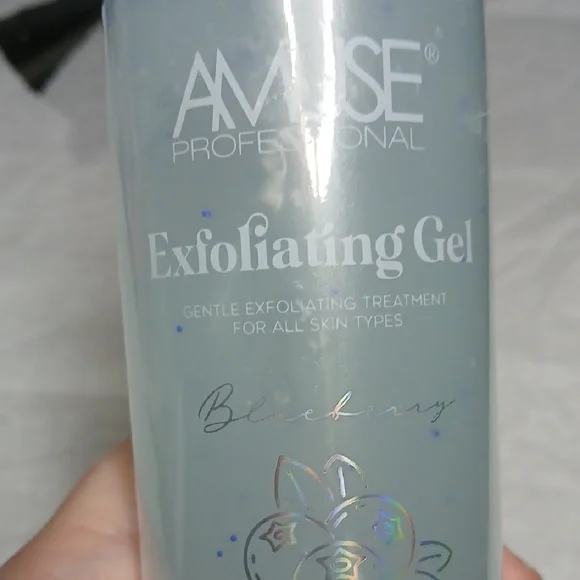 AMUSE®
PROFESSIONAL
Exfoliating Gel
GENTLE EXFOLIATING TREATMENT
FOR ALL SKIN TYPES
Blueberry